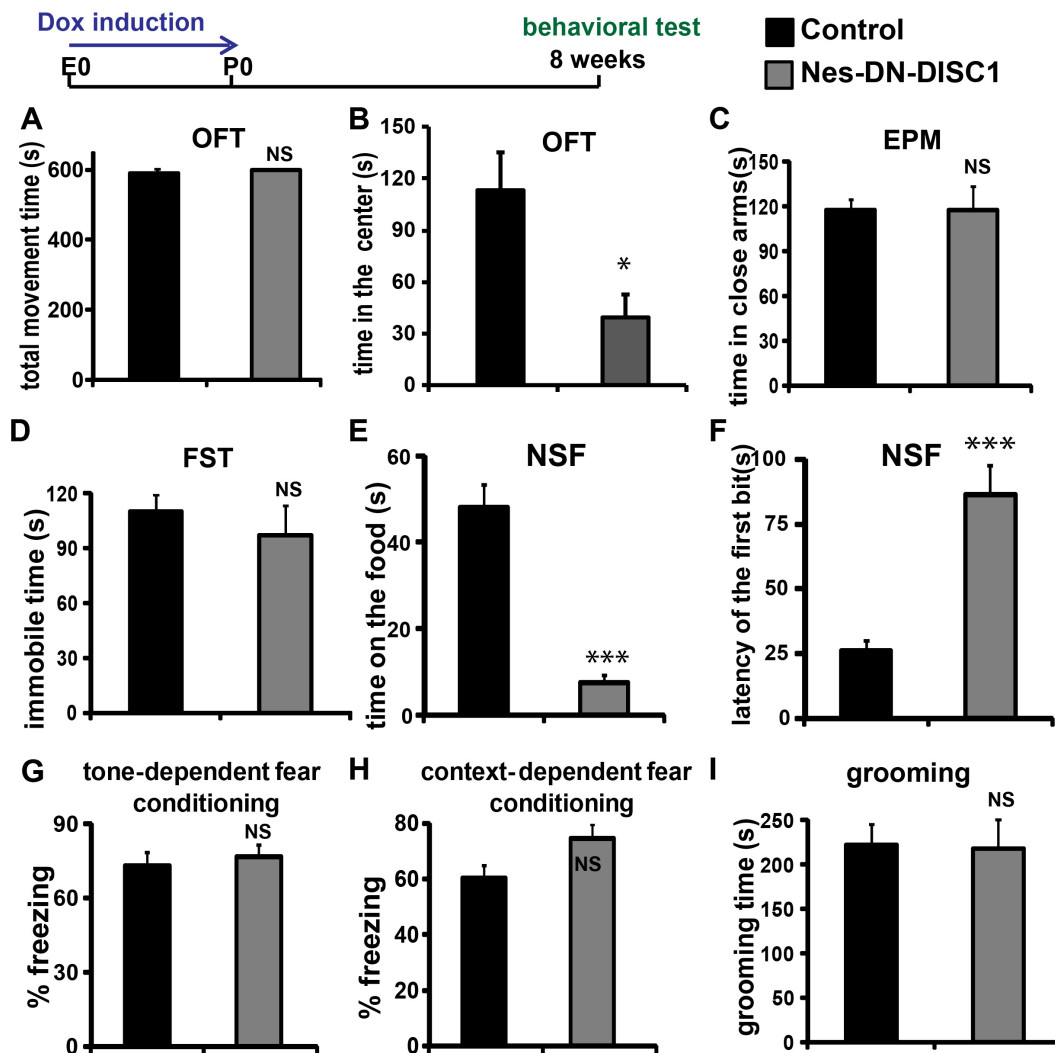 Dox induction
E0
P0
behavioral test
8 weeks
Control
Nes-DN-DISC1
A
OFT
total movement time (s)
600
400
200
0
NS
B
OFT
time in the center (s)
150
120
90
60
30
0
*
C
EPM
time in close arms(s)
150
120
90
60
30
0
NS
D
FST
immobile time (s)
120
90
60
30
0
NS
E
NSF
time on the food (s)
60
40
20
0
***
F
NSF
latency of the first bit(s)
100
75
50
25
0
***
G
tone-dependent fear
conditioning
% freezing
90
60
30
0
NS
H
context-dependent fear
conditioning
% freezing
80
60
40
20
0
NS
I
grooming
grooming time (s)
250
200
150
100
50
0
NS